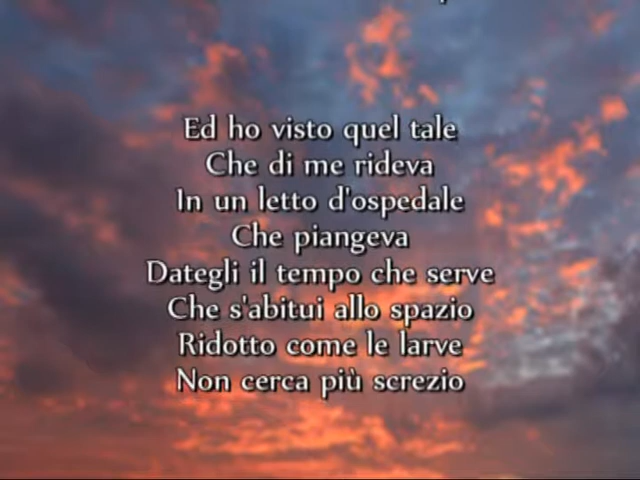 Ed ho visto quel tale
Che di me rideva
In un letto d'ospedale
Che piangeva
Dategli il tempo che serve
Che s'abitui allo spazio
Ridotto come le larve
Non cerca più screzio